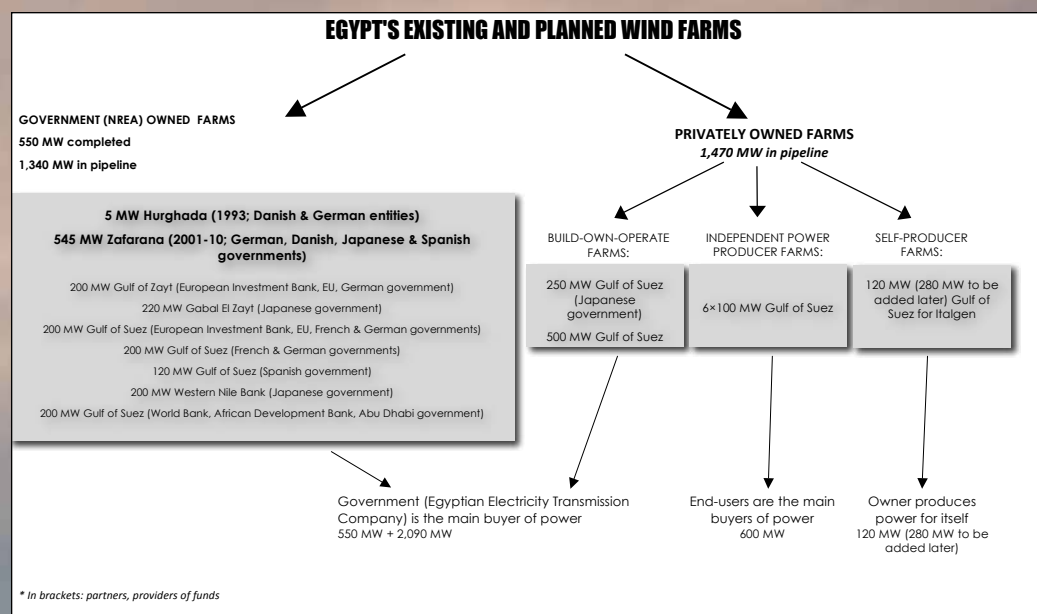 EGYPT'S EXISTING AND PLANNED WIND FARMS
GOVERNMENT (NREA) OWNED FARMS
550 MW completed
1,340 MW in pipeline
5 MW Hurghada (1993; Danish & German entities)
545 MW Zafarana (2001-10; German, Danish, Japanese & Spanish
governments)
200 MW Gulf of Zayt (European Investment Bank, EU, German government)
220 MW Gabal El Zayt (Japanese government)
200 MW Gulf of Suez (European Investment Bank, EU, French & German governments)
200 MW Gulf of Suez (French & German governments)
120 MW Gulf of Suez (Spanish government)
200 MW Western Nile Bank (Japanese government)
200 MW Gulf of Suez (World Bank, African Development Bank, Abu Dhabi government)
PRIVATELY OWNED FARMS
1,470 MW in pipeline
BUILD-OWN-OPERATE
FARMS:
250 MW Gulf of Suez
(Japanese
government)
500 MW Gulf of Suez
INDEPENDENT POWER
PRODUCER FARMS:
6×100 MW Gulf of Suez
SELF-PRODUCER
FARMS:
120 MW (280 MW to be
added later) Gulf of
Suez for Italgen
Government (Egyptian Electricity Transmission
Company) is the main buyer of power
550 MW + 2,090 MW
End-users are the main
buyers of power
600 MW
Owner produces
power for itself
120 MW (280 MW to be
added later)
* In brackets: partners, providers of funds